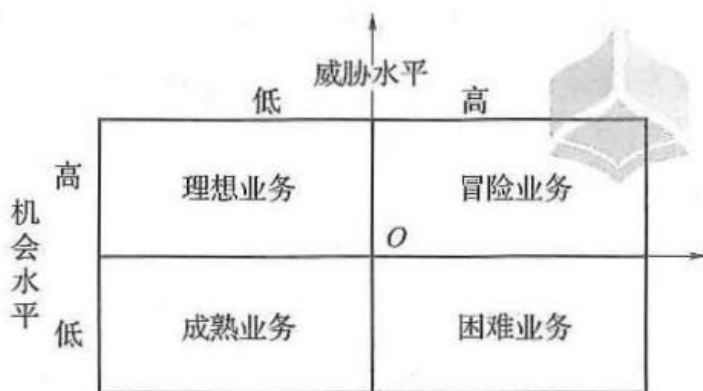 威胁水平
低 高
高 理想业务 冒险业务
机会水平
O
低 成熟业务 困难业务